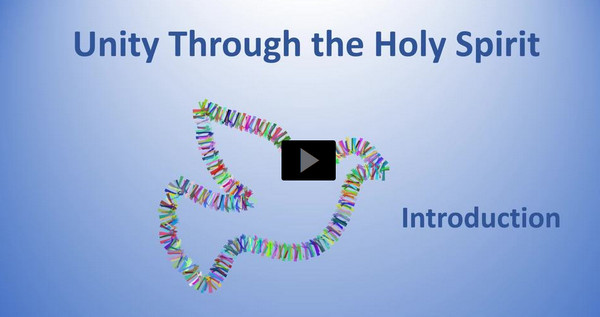 Unity Through the Holy Spirit
Introduction